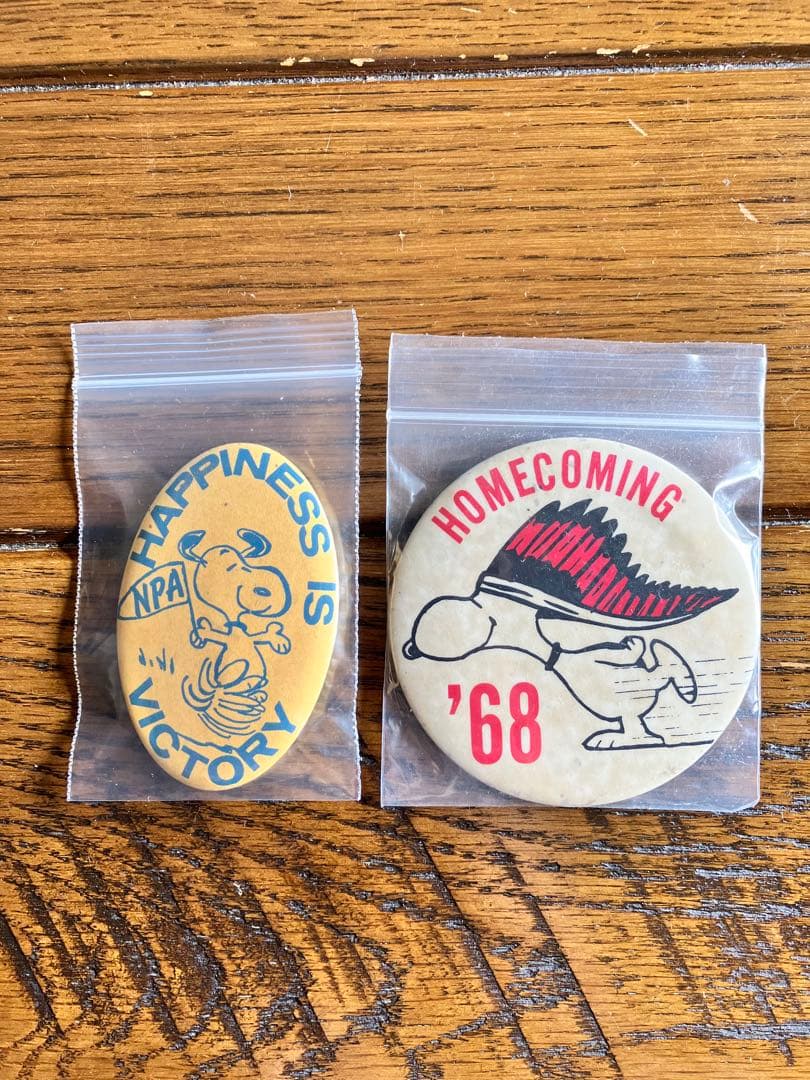 HAPPINESS IS
NPA
VICTORY
HOMECOMING
'68